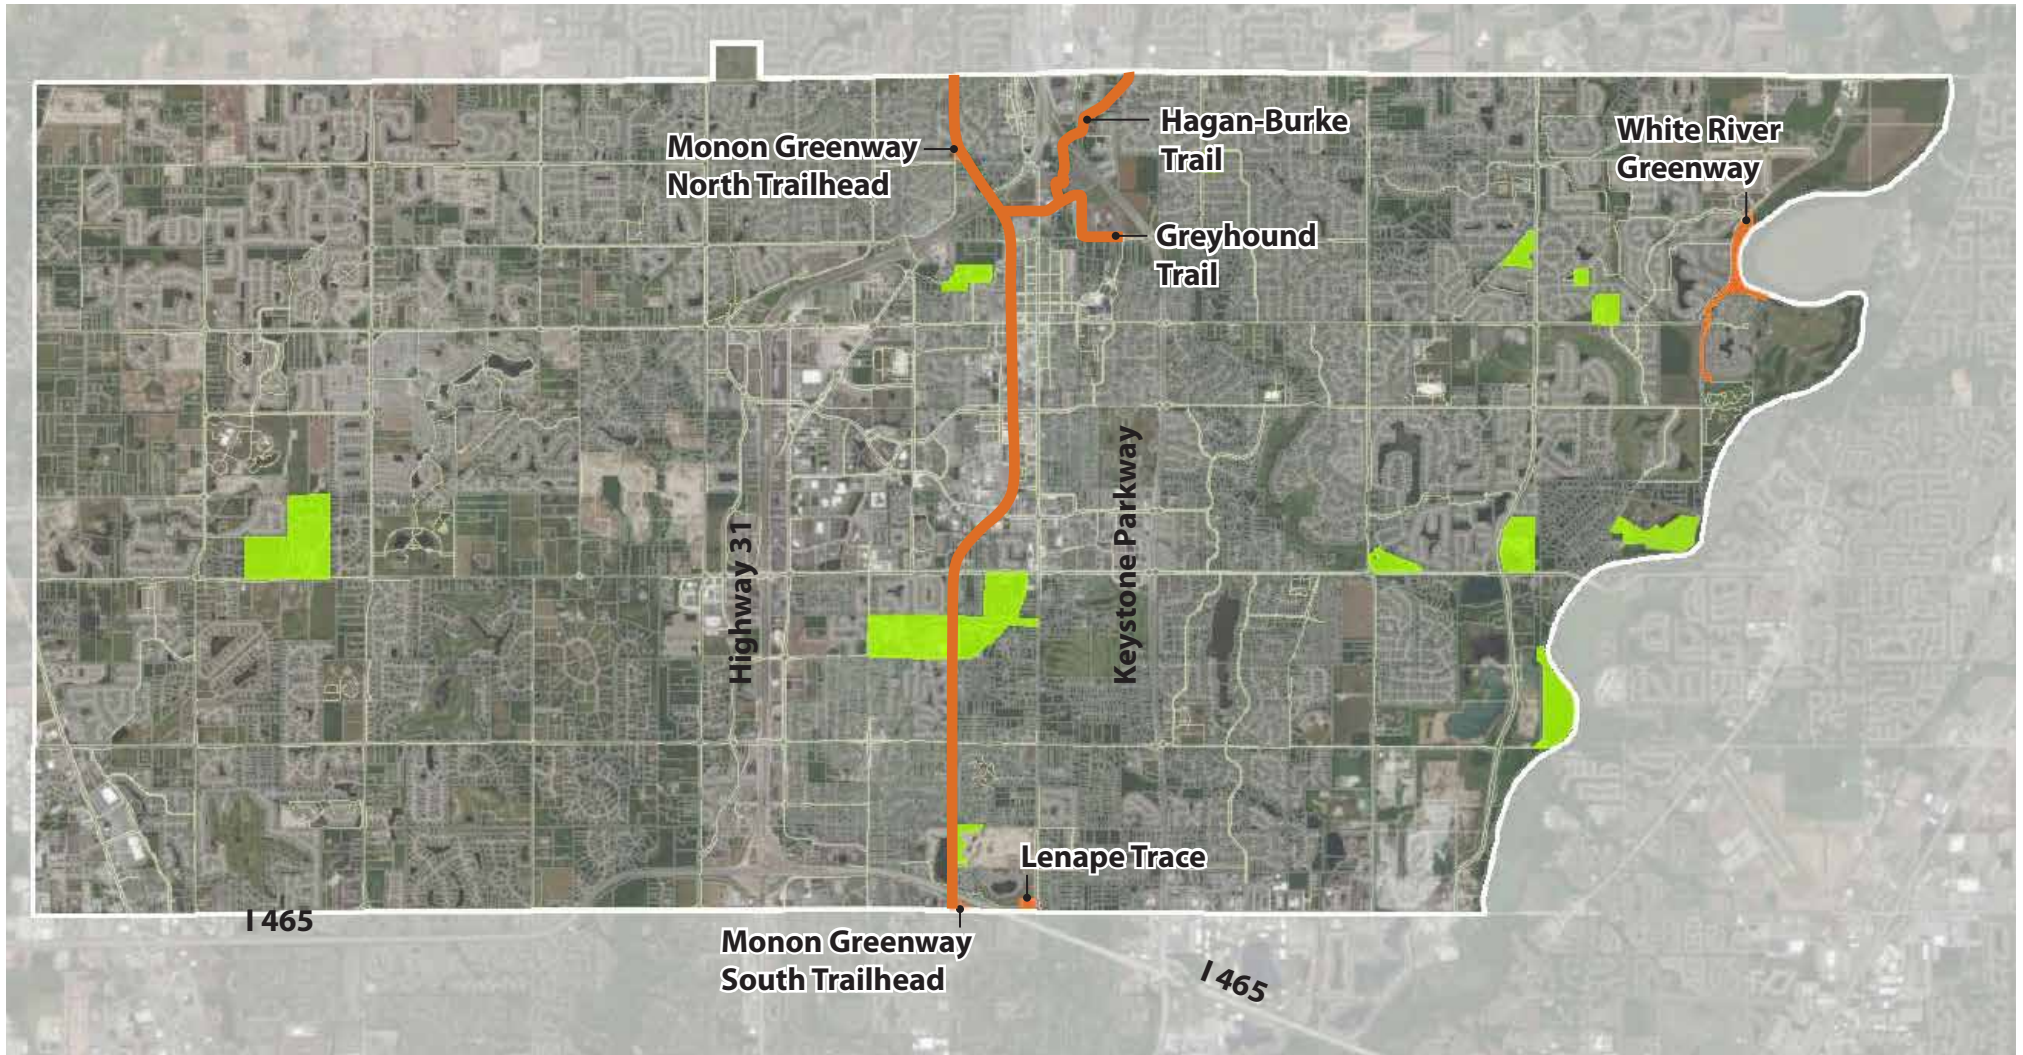 Hagan-Burke
Trail
White River
Greenway
Monon Greenway
North Trailhead
Greyhound
Trail
Keystone Parkway
Highway 31
Lenape Trace
I 465
Monon Greenway
South Trailhead
I 465